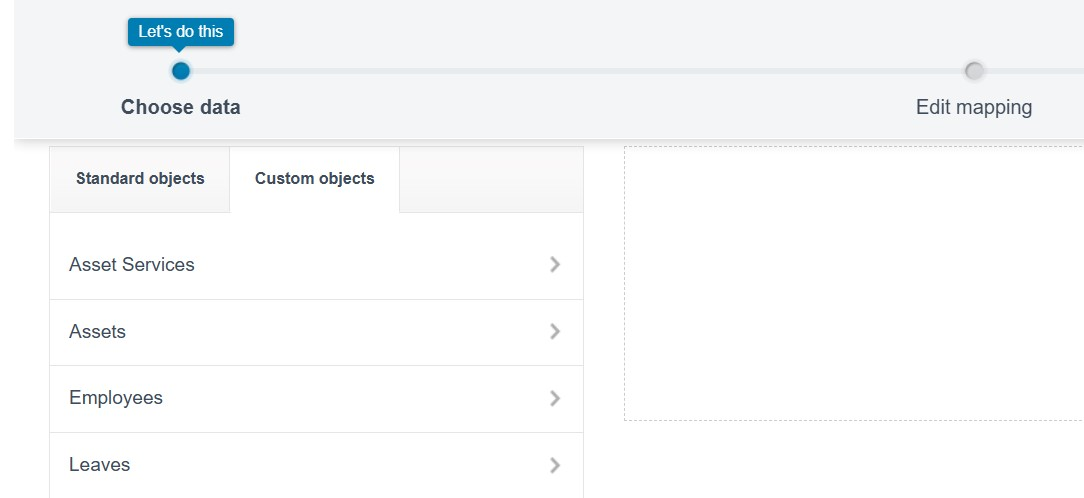 Let's do this
Choose data
Edit mapping
Standard objects
Custom objects
Asset Services
Assets
Employees
Leaves